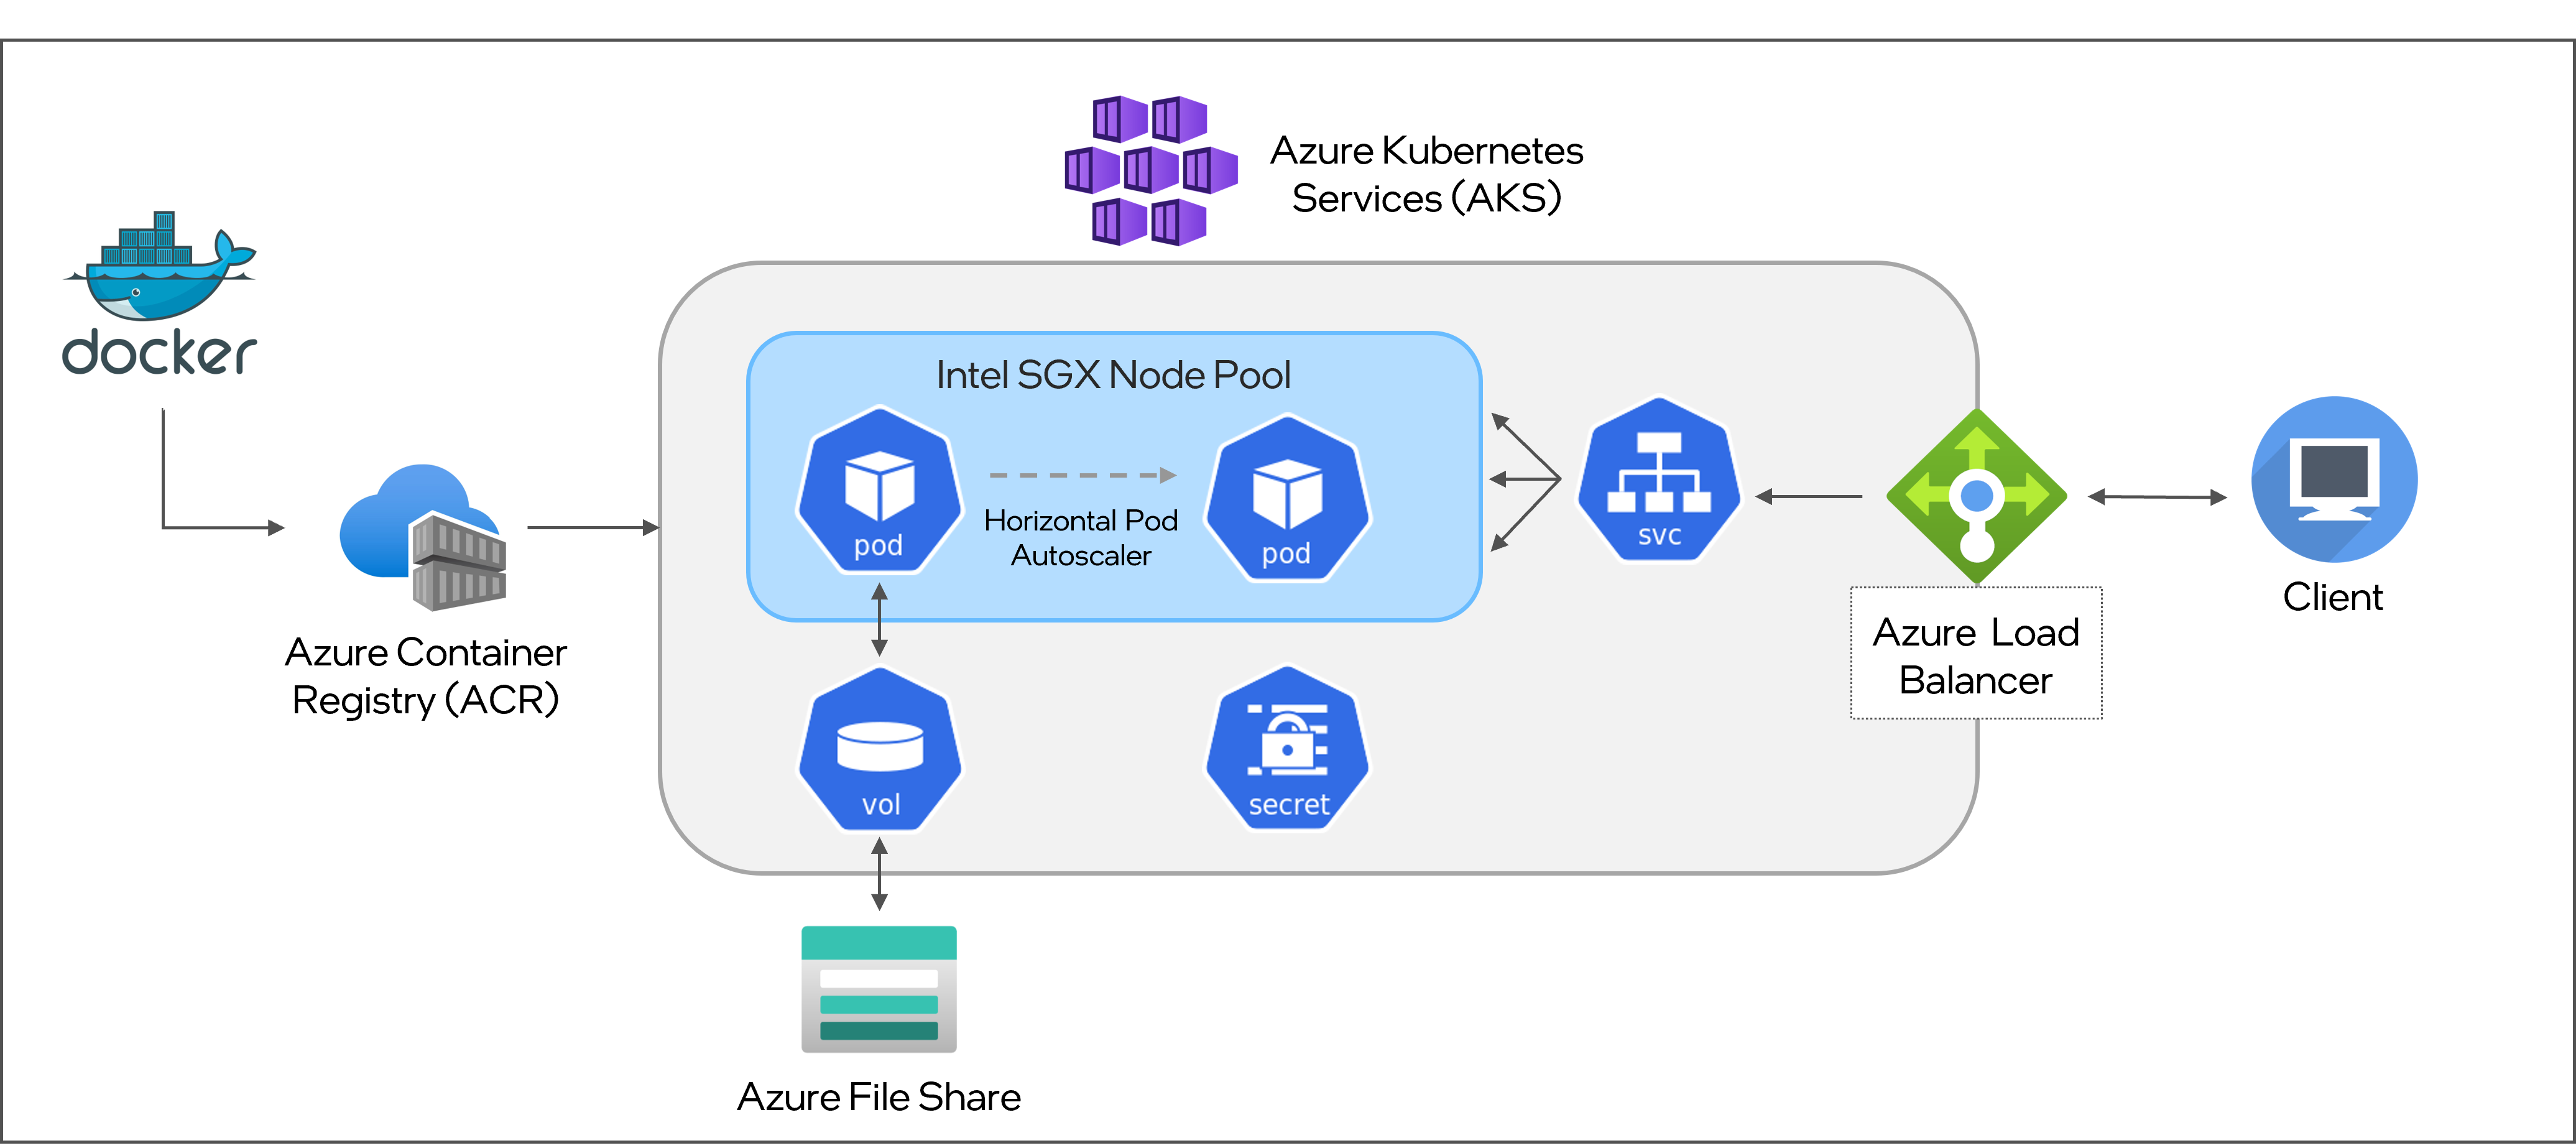 Azure Kubernetes
Services (AKS)
docker
Intel SGX Node Pool
pod
Horizontal Pod
Autoscaler
pod
svc
Client
Azure Container
Registry (ACR)
Azure Load
Balancer
vol
secret
Azure File Share